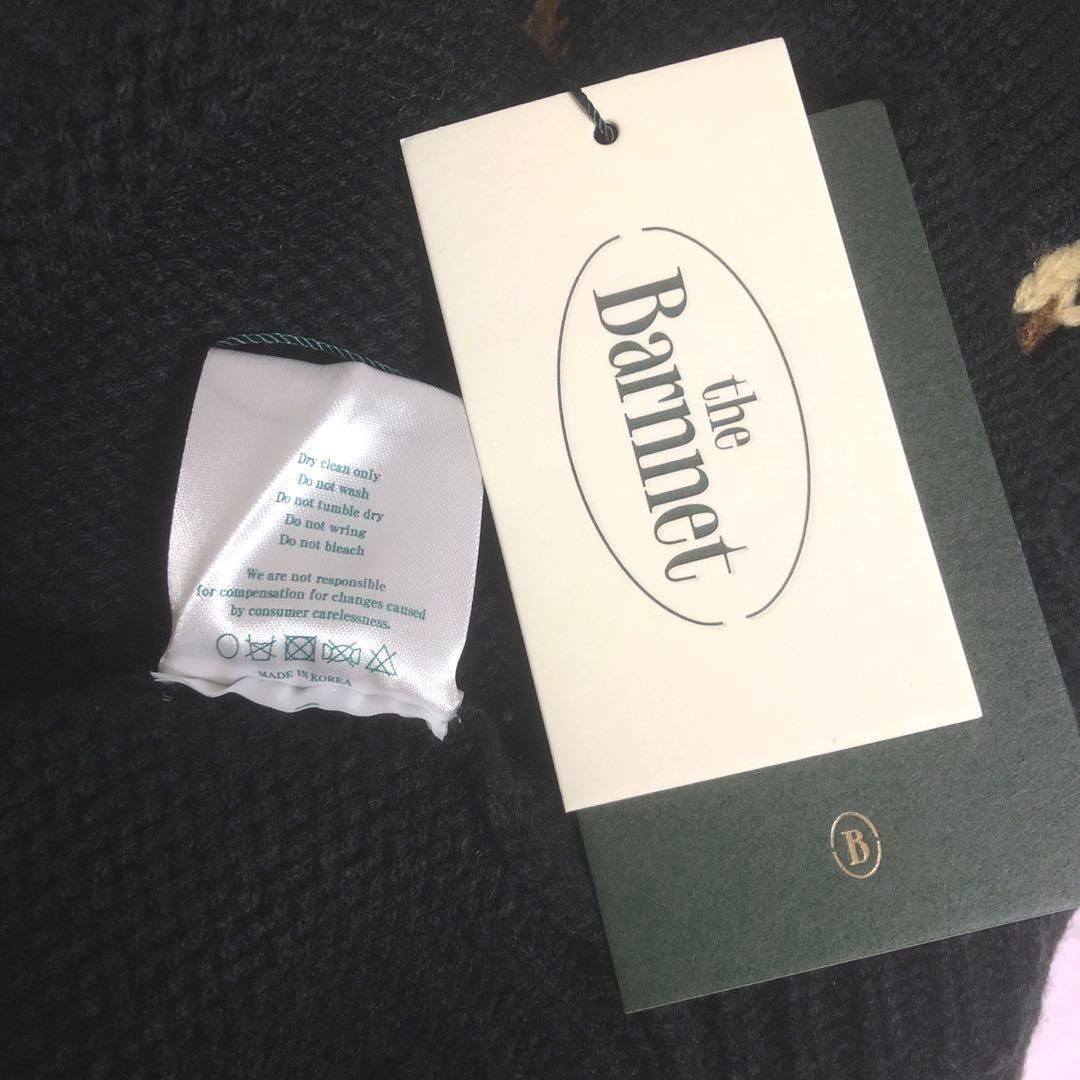 the
Barnnet
B
Dry clean only
Do not wash
Do not tumble dry
Do not wring
Do not bleach
We are not responsible
for compensation for changes caused
by consumer carelessness.
MADE IN KOREA